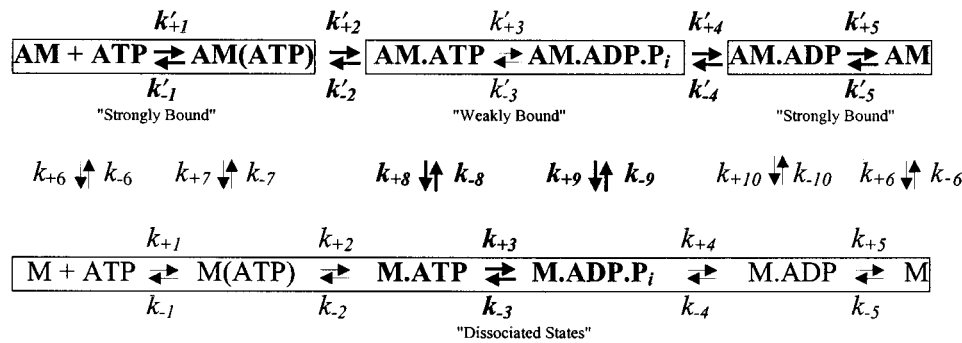 k′+1 k′+2 k′+3 k′+4 k′+5
AM + ATP ⇌ AM(ATP) ⇌ AM.ATP ⇌ AM.ADP.Pi ⇌ AM.ADP ⇌ AM
k′-1 k′-2 k′-3 k′-4 k′-5
"Strongly Bound" "Weakly Bound" "Strongly Bound"
k+6 k-6 k+7 k-7 k+8 k-8 k+9 k-9 k+10 k-10 k+6 k-6
k+1 k+2 k+3 k+4 k+5
M + ATP ⇌ M(ATP) ⇌ M.ATP ⇌ M.ADP.Pi ⇌ M.ADP ⇌ M
k-1 k-2 k-3 k-4 k-5
"Dissociated States"